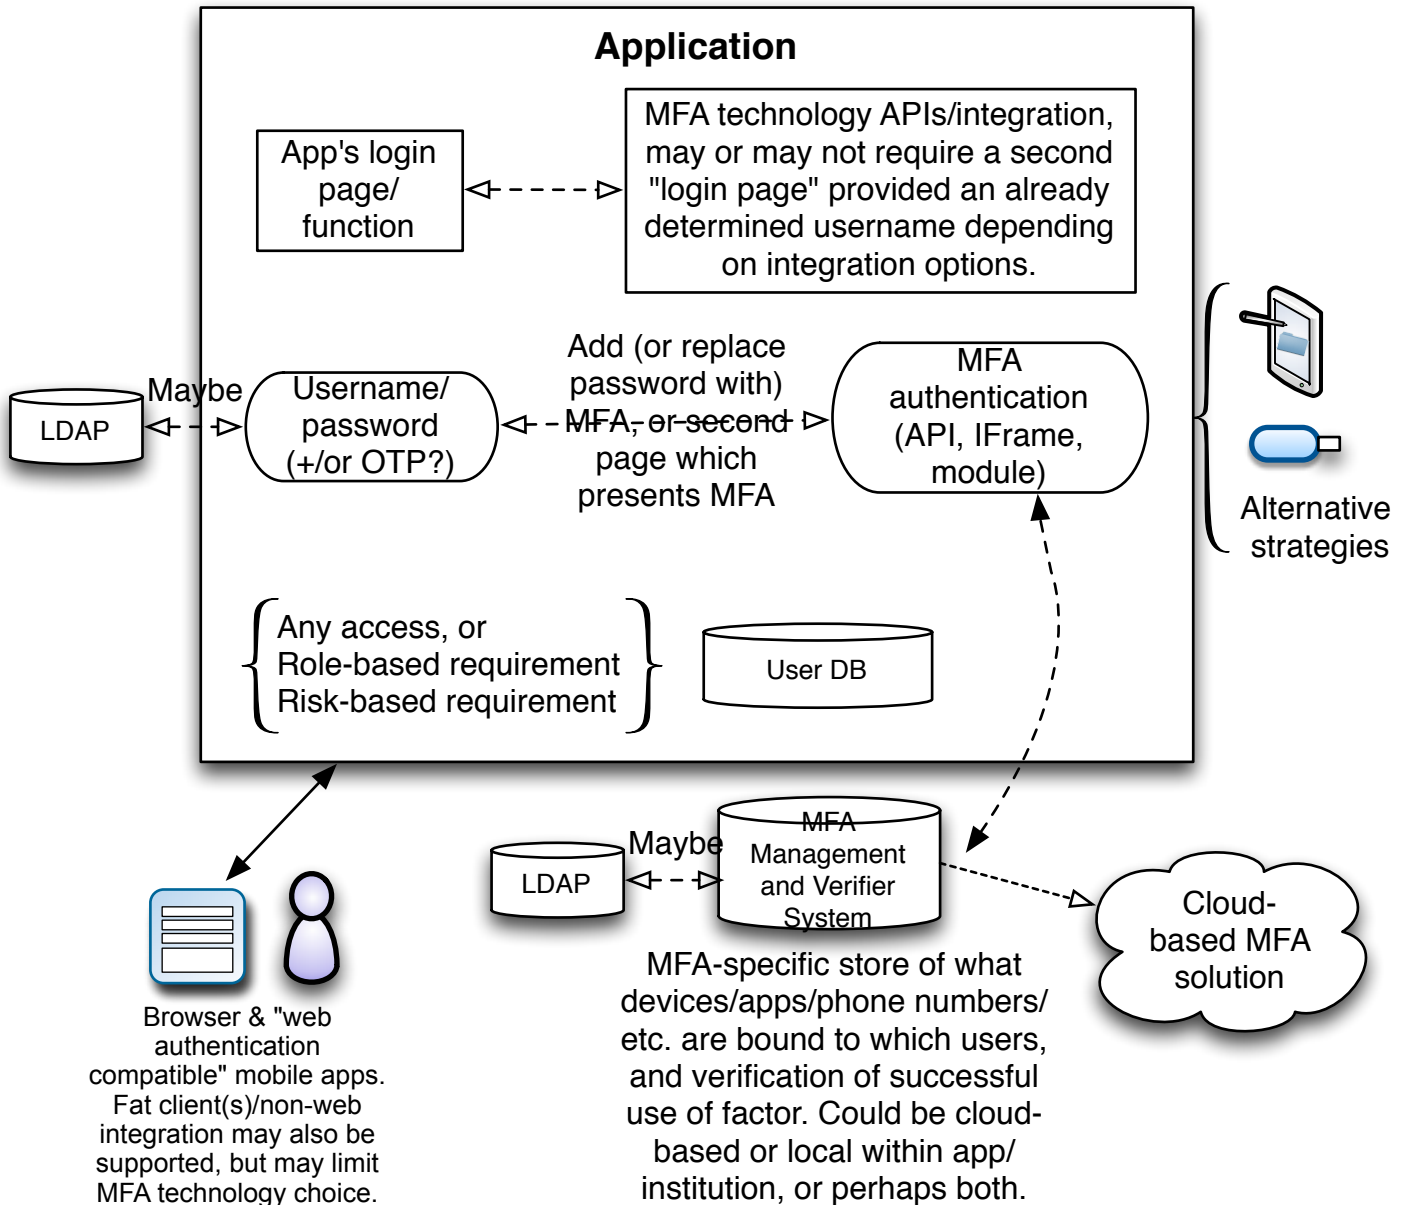 Application
App's login
page/
function
MFA technology APIs/integration,
may or may not require a second
"login page" provided an already
determined username depending
on integration options.
LDAP
Maybe
Username/
password
(+/or OTP?)
Add (or replace
password with)
MFA, or second
page which
presents MFA
MFA
authentication
(API, IFrame,
module)
Alternative
strategies
Any access, or
Role-based requirement
Risk-based requirement
User DB
LDAP
Maybe
MFA
Management
and Verifier
System
Cloud-
based MFA
solution
Browser & "web
authentication
compatible" mobile apps.
Fat client(s)/non-web
integration may also be
supported, but may limit
MFA technology choice.
MFA-specific store of what
devices/apps/phone numbers/
etc. are bound to which users,
and verification of successful
use of factor. Could be cloud-
based or local within app/
institution, or perhaps both.